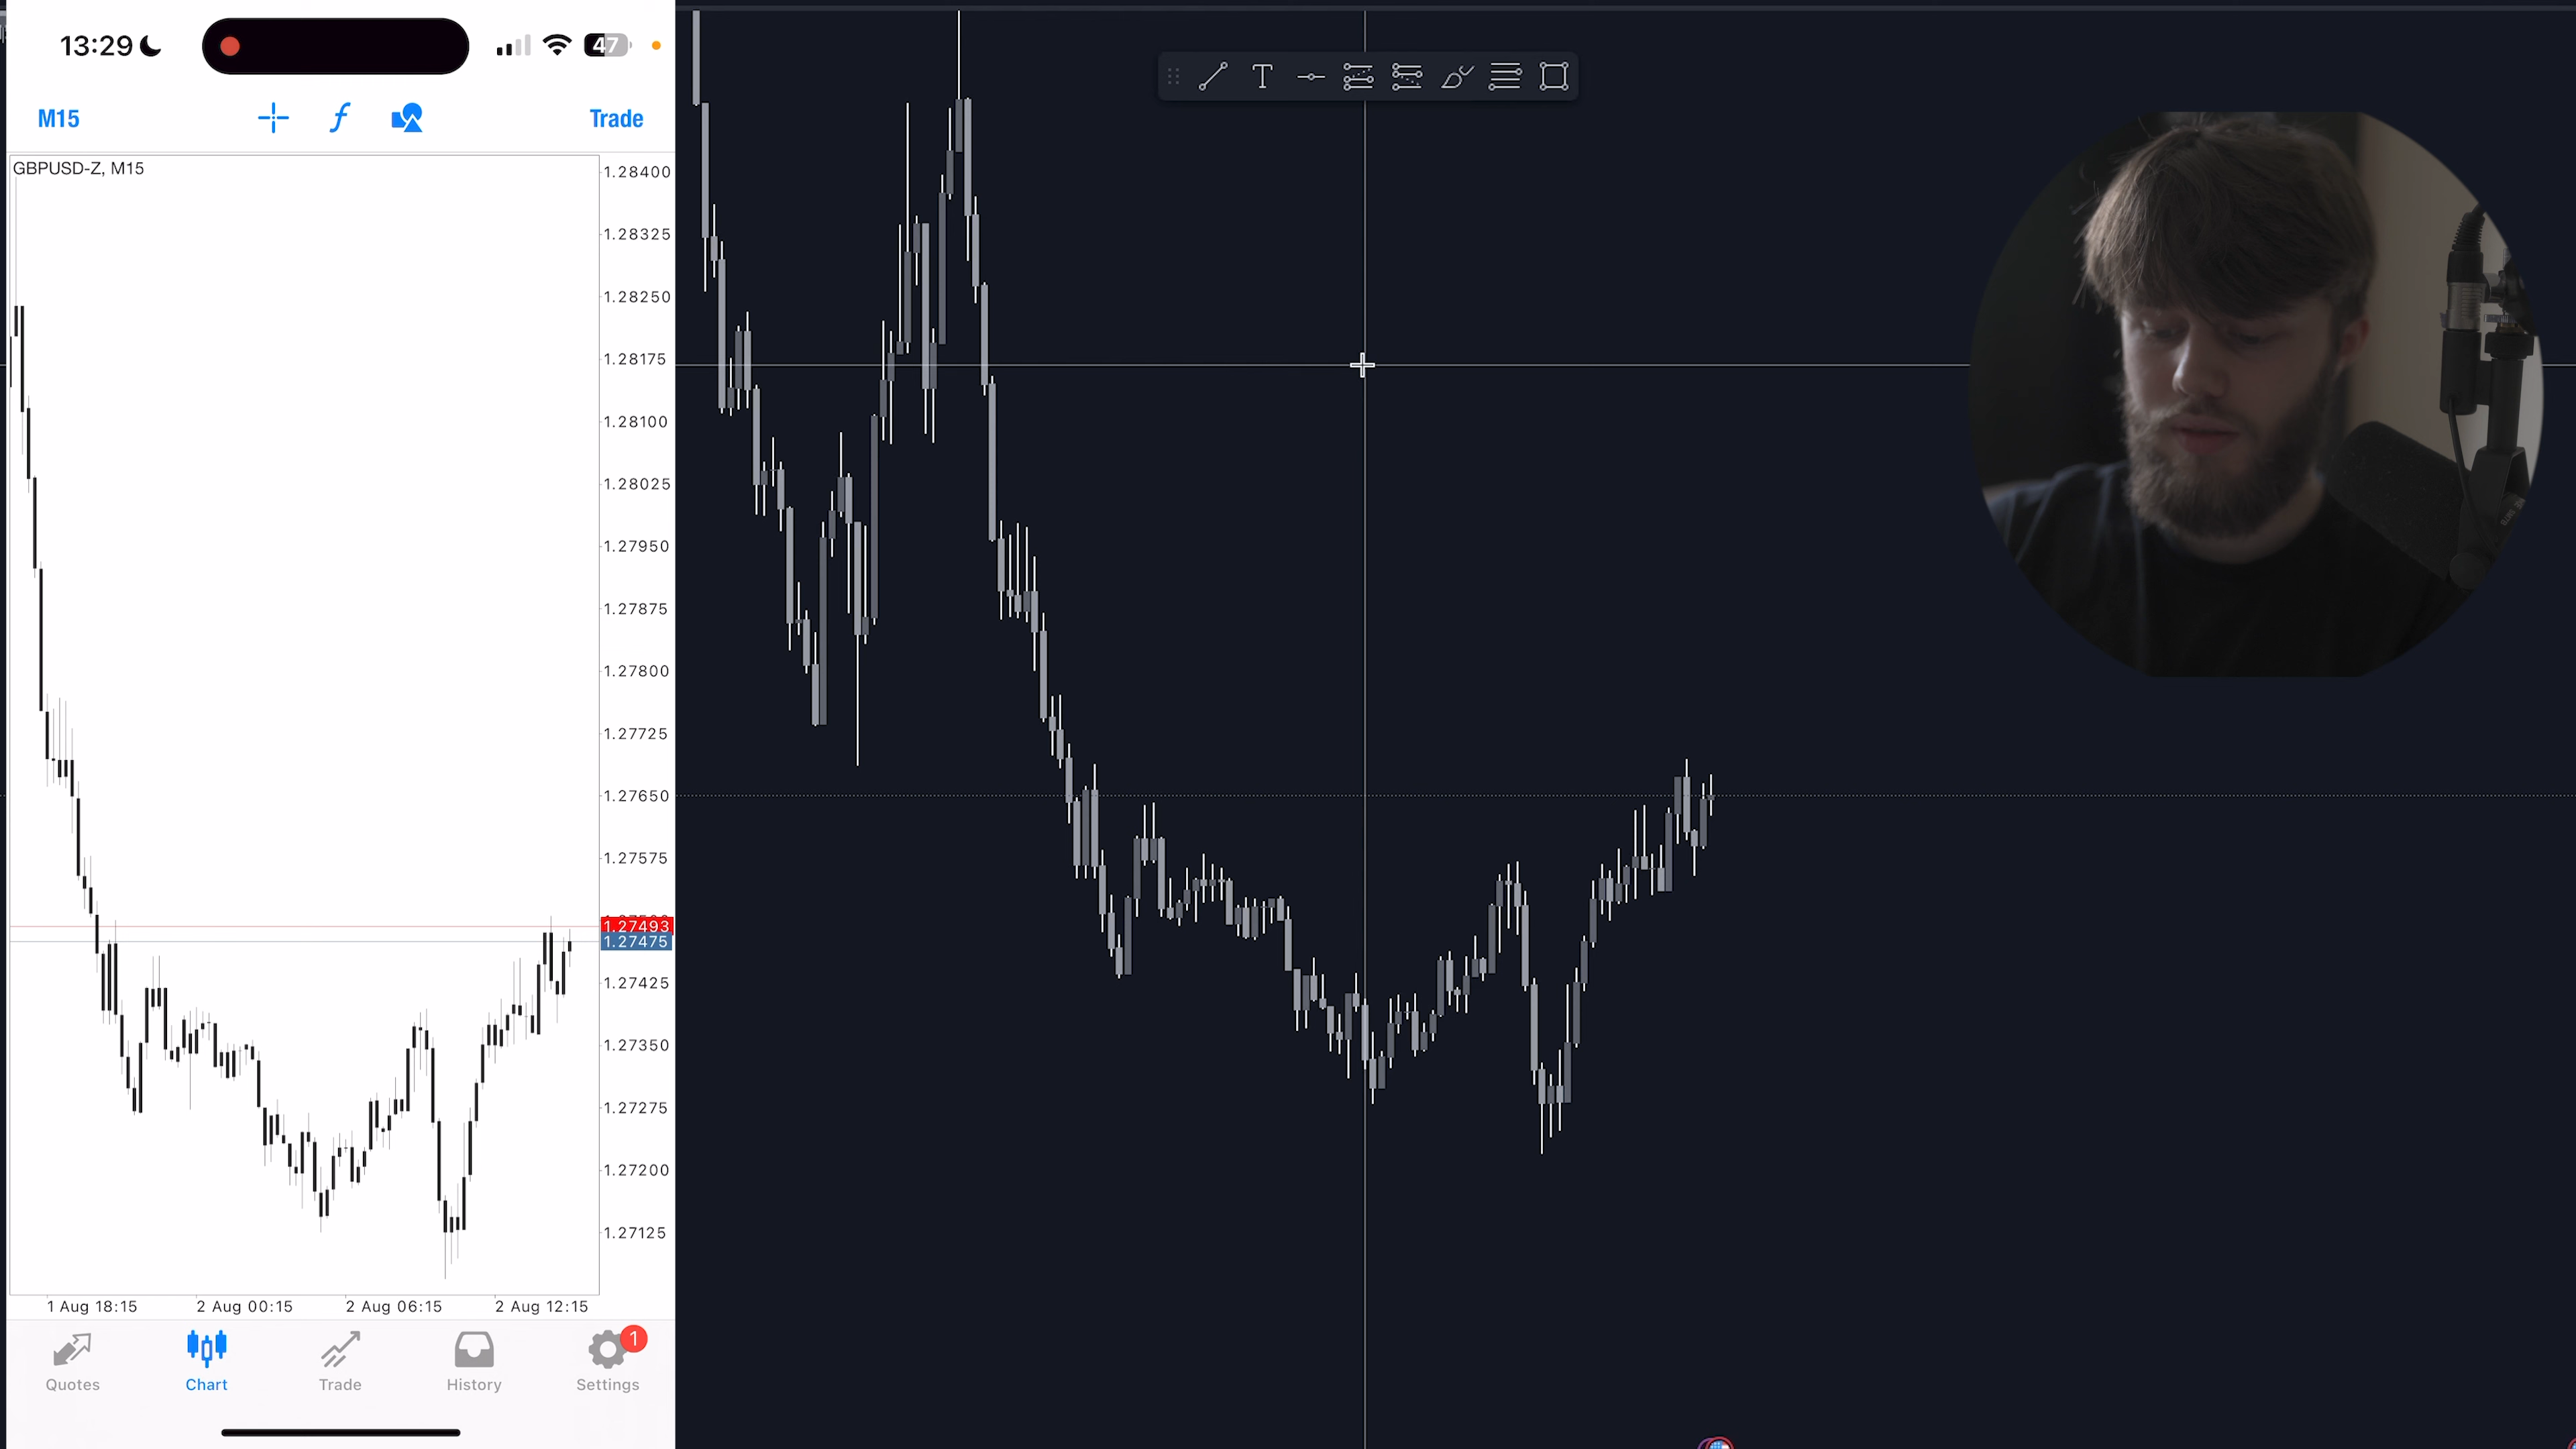 13:29
47
M15
Trade
GBPUSD-Z, M15
1.28400
1.28325
1.28250
1.28175
1.28100
1.28025
1.27950
1.27875
1.27800
1.27725
1.27650
1.27575
1.27493
1.27475
1.27425
1.27350
1.27275
1.27200
1.27125
1 Aug 18:15
2 Aug 00:15
2 Aug 06:15
2 Aug 12:15
1
Quotes
Chart
Trade
History
Settings
T